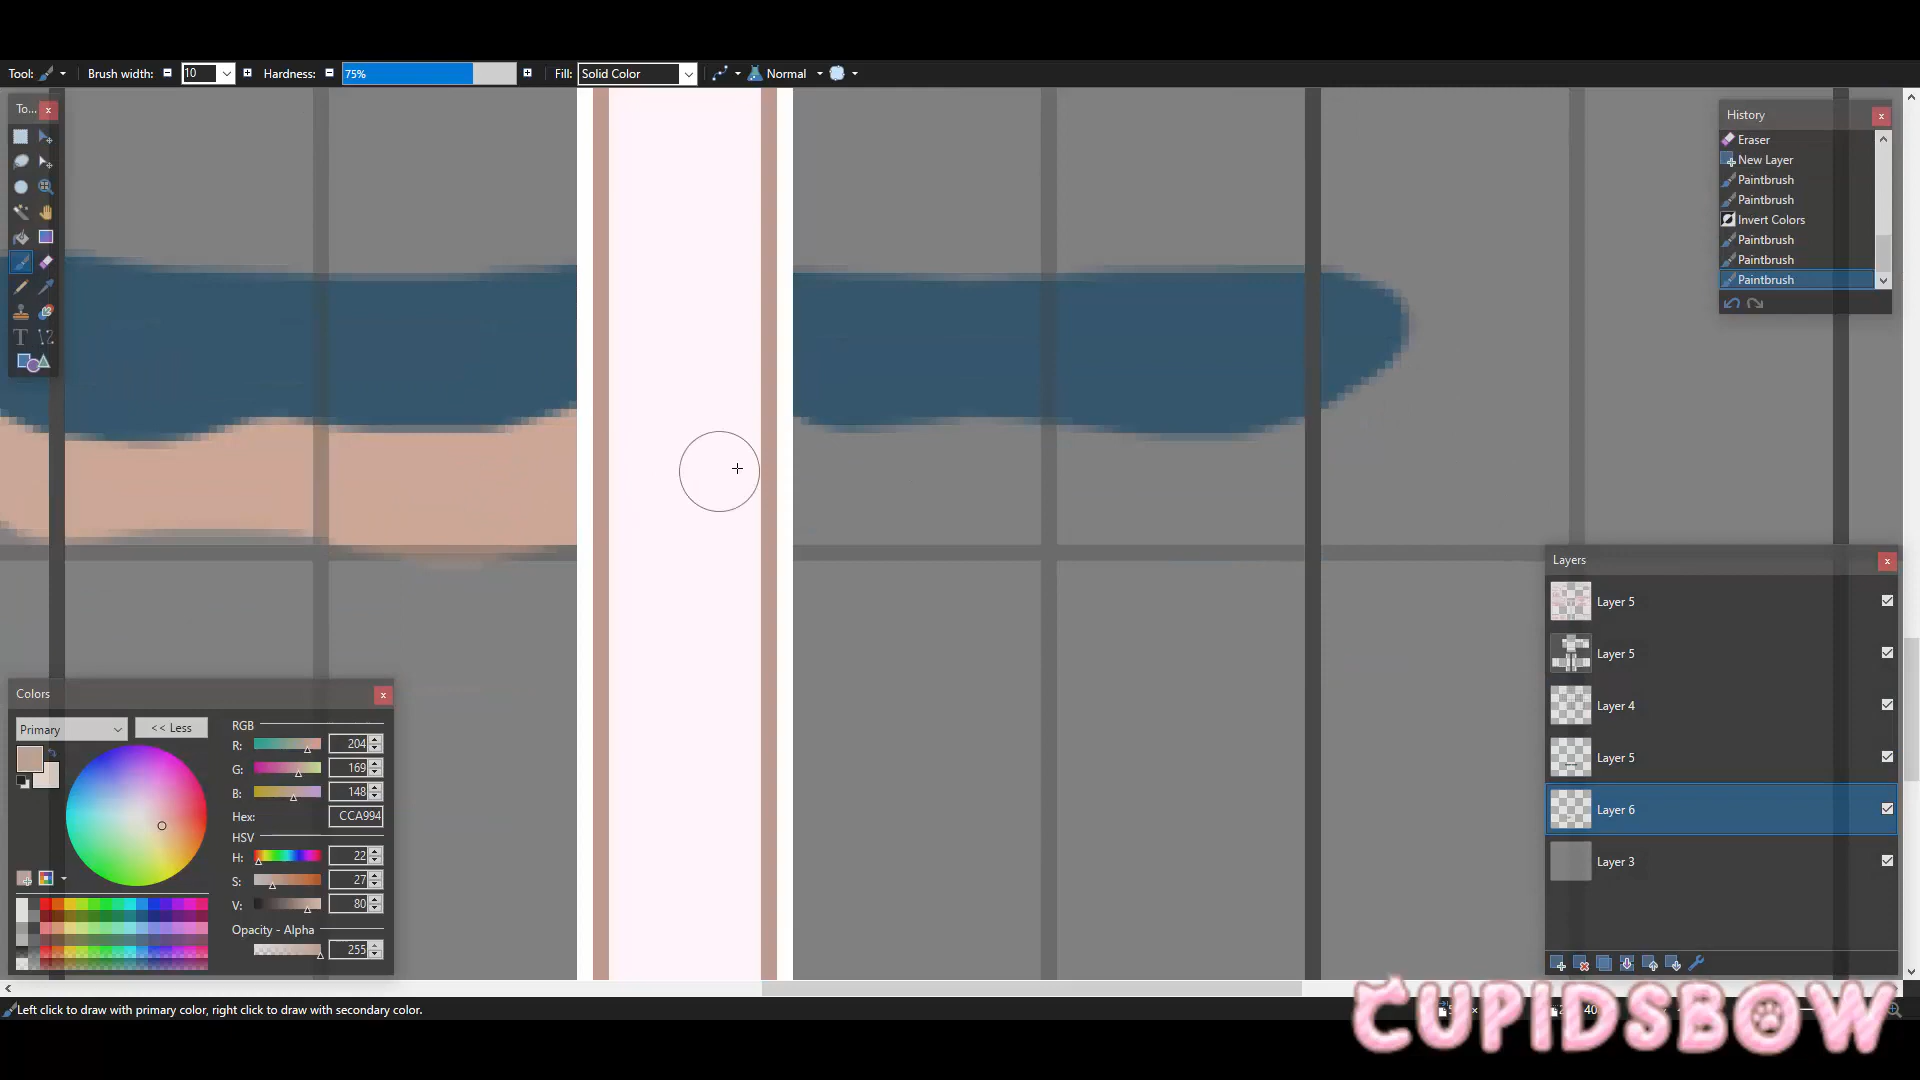 Tool: Brush width: 10 Hardness: 75% Fill: Solid Color Normal
To...
History
Eraser
New Layer
Paintbrush
Paintbrush
Invert Colors
Paintbrush
Paintbrush
Paintbrush
Layers
Layer 5
Layer 5
Layer 4
Layer 5
Layer 6
Layer 3
Colors
Primary
<< Less
RGB
R: 204
G: 169
B: 148
Hex: CCA994
HSV
H: 22
S: 27
V: 80
Opacity - Alpha
255
Left click to draw with primary color, right click to draw with secondary color.
CUPIDSBOW